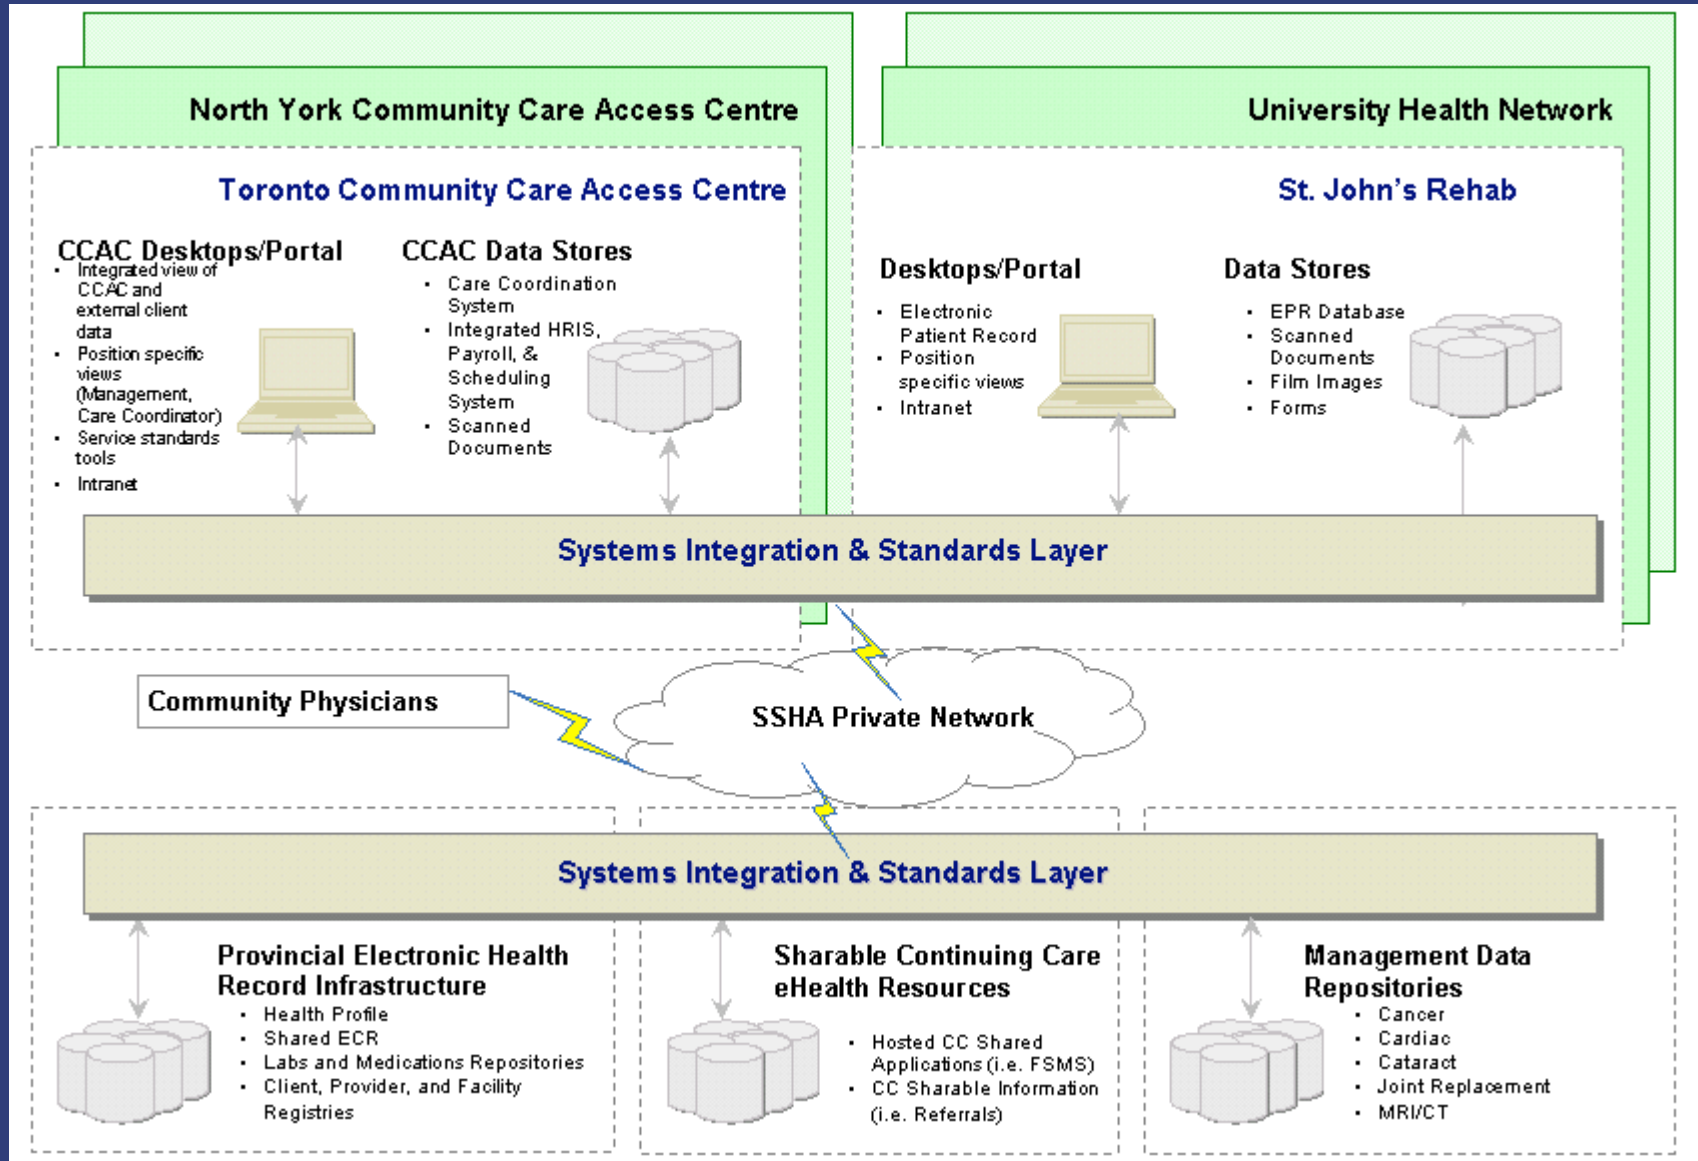 North York Community Care Access Centre
University Health Network
Toronto Community Care Access Centre
St. John's Rehab
CCAC Desktops/Portal
• Integrated view of
CCAC and
external client
data
• Position specific
views
(Management,
Care Coordinator)
• Service standards
tools
• Intranet
CCAC Data Stores
• Care Coordination
System
• Integrated HRIS,
Payroll, &
Scheduling
System
• Scanned
Documents
Desktops/Portal
• Electronic
Patient Record
• Position
specific views
• Intranet
Data Stores
• EPR Database
• Scanned
Documents
• Film Images
• Forms
Systems Integration & Standards Layer
Community Physicians
SSHA Private Network
Systems Integration & Standards Layer
Provincial Electronic Health
Record Infrastructure
• Health Profile
• Shared ECR
• Labs and Medications Repositories
• Client, Provider, and Facility
Registries
Sharable Continuing Care
eHealth Resources
• Hosted CC Shared
Applications (i.e. FSMS)
• CC Sharable Information
(i.e. Referrals)
Management Data
Repositories
• Cancer
• Cardiac
• Cataract
• Joint Replacement
• MRI/CT